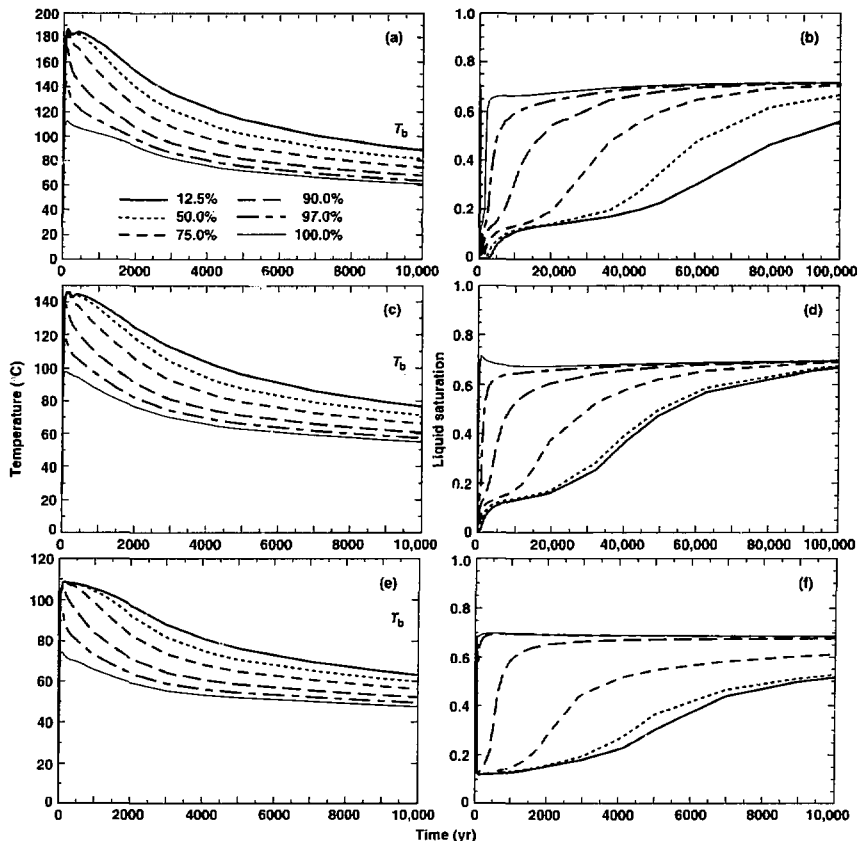 200
180
160
140
120
100
80
60
40
20
0
(a)
T_b
12.5%
50.0%
75.0%
90.0%
97.0%
100.0%
0 2000 4000 6000 8000 10,000
1.0
0.8
0.6
0.4
0.2
0
(b)
0 20,000 40,000 60,000 80,000 100,000
Temperature (°C)
140
120
100
80
60
40
20
0
(c)
T_b
0 2000 4000 6000 8000 10,000
Liquid saturation
1.0
0.8
0.6
0.4
0.2
0
(d)
0 20,000 40,000 60,000 80,000 100,000
120
100
80
60
40
20
0
(e)
T_b
0 2000 4000 6000 8000 10,000
1.0
0.8
0.6
0.4
0.2
0
(f)
0 2000 4000 6000 8000 10,000
Time (yr)